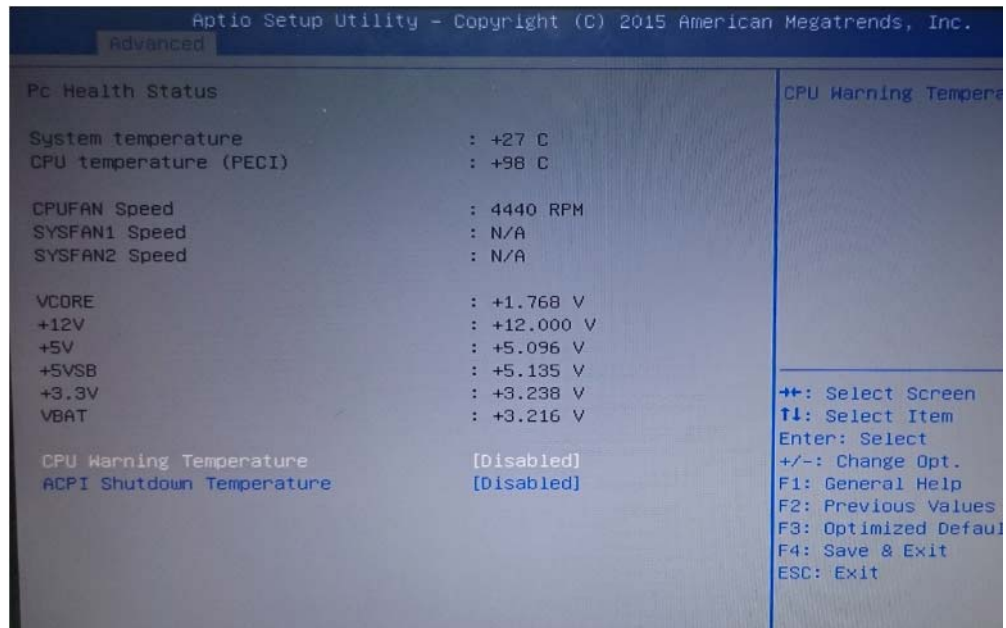 Aptio Setup Utility – Copyright (C) 2015 American Megatrends, Inc.
Advanced
Pc Health Status
CPU Warning Tempera
System temperature : +27 C
CPU temperature (PECI) : +98 C
CPUFAN Speed : 4440 RPM
SYSFAN1 Speed : N/A
SYSFAN2 Speed : N/A
VCORE : +1.768 V
+12V : +12.000 V
+5V : +5.096 V
+5VSB : +5.135 V
+3.3V : +3.238 V
VBAT : +3.216 V
CPU Warning Temperature [Disabled]
ACPI Shutdown Temperature [Disabled]
→←: Select Screen
↑↓: Select Item
Enter: Select
+/-: Change Opt.
F1: General Help
F2: Previous Values
F3: Optimized Defaul
F4: Save & Exit
ESC: Exit